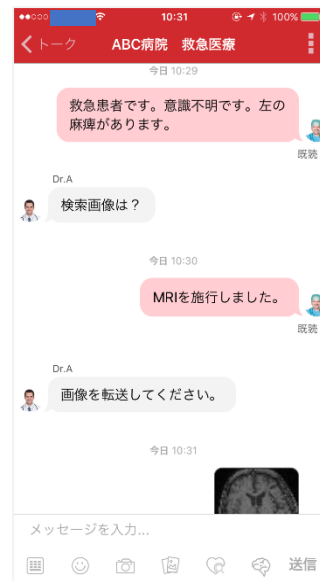 10:31
100%
トーク
ABC病院 救急医療
今日 10:29
救急患者です。意識不明です。左の
麻痺があります。
既読
Dr.A
検索画像は？
今日 10:30
MRIを施行しました。
既読
Dr.A
画像を転送してください。
今日 10:31
メッセージを入力...
送信